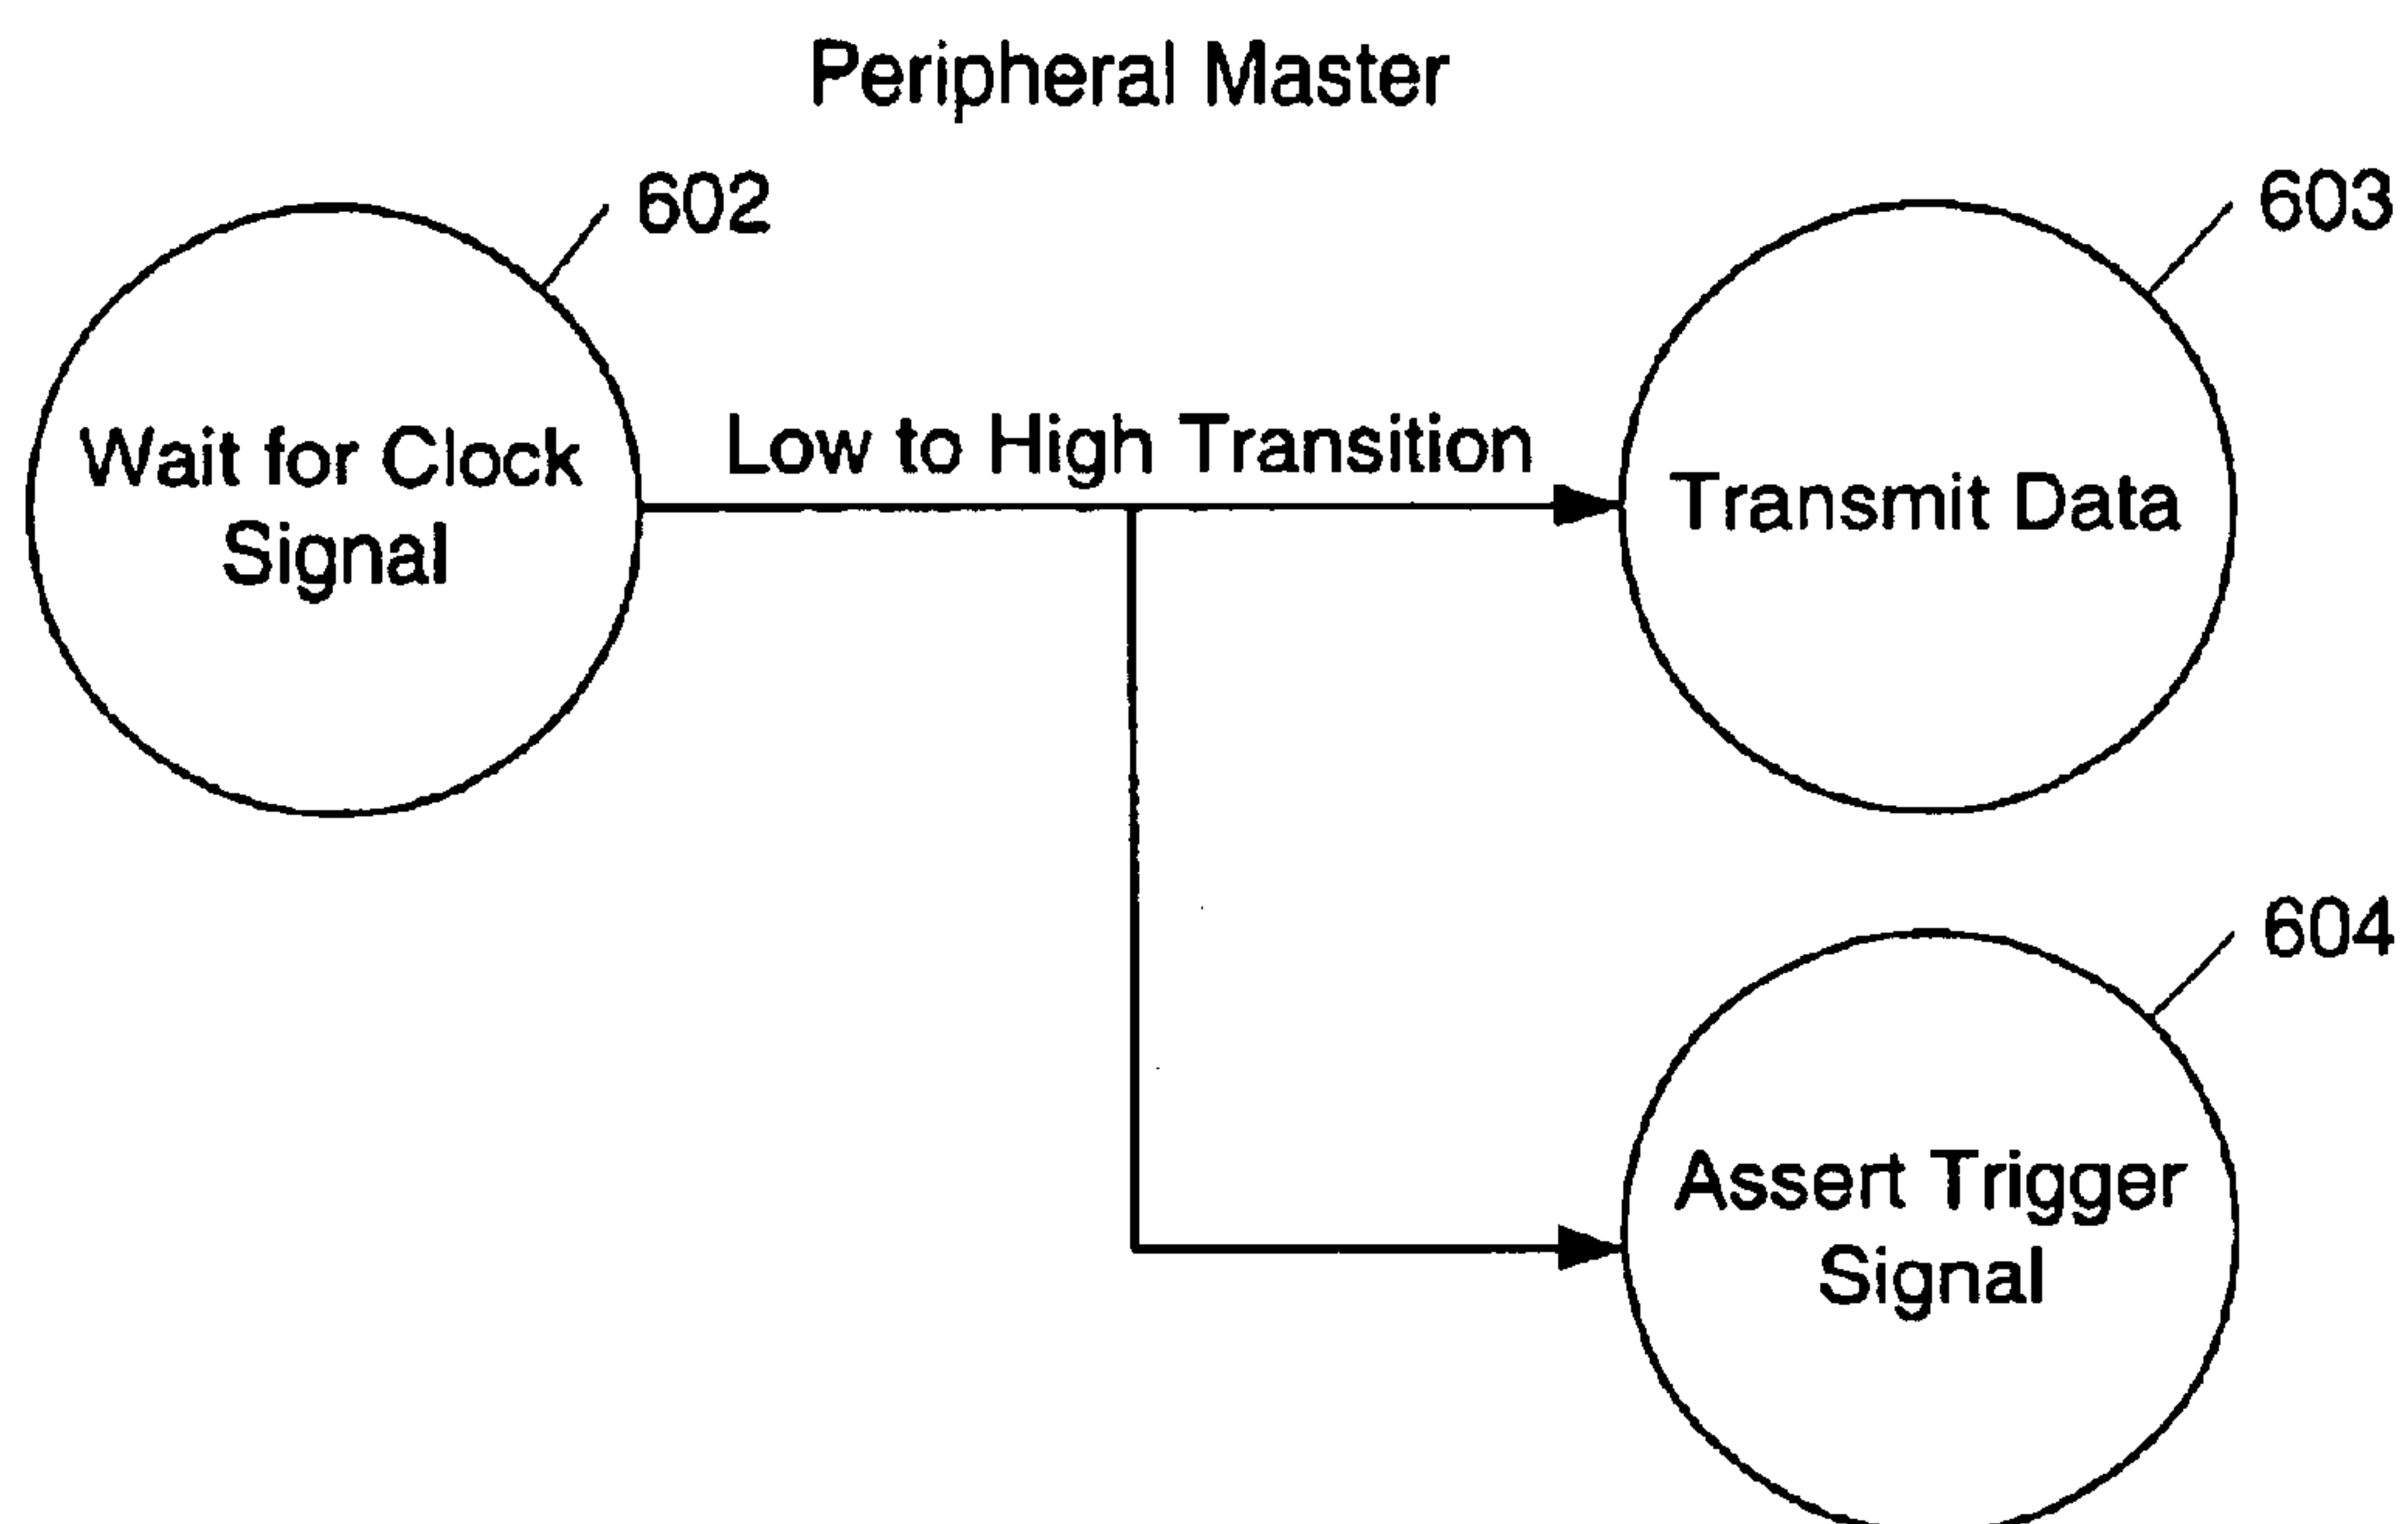 Peripheral Master
602
603
Wait for Clock
Signal
Low to High Transition
Transmit Data
604
Assert Trigger
Signal